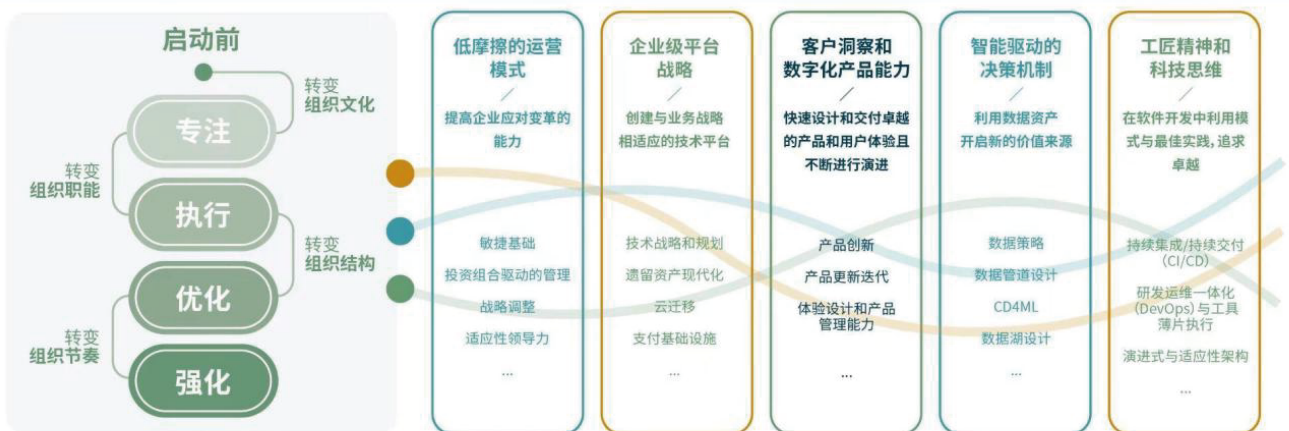 启动前
转变
组织文化
专注
转变
组织职能
执行
转变
组织结构
优化
转变
组织节奏
强化
低摩擦的运营
模式
提高企业应对变革的
能力
敏捷基础
投资组合驱动的管理
战略调整
适应性领导力
...
企业级平台
战略
创建与业务战略
相适应的技术平台
技术战略和规划
遗留资产现代化
云迁移
支付基础设施
...
客户洞察和
数字化产品能力
快速设计和交付卓越
的产品和用户体验且
不断进行演进
产品创新
产品更新迭代
体验设计和产品
管理能力
...
智能驱动的
决策机制
利用数据资产
开启新的价值来源
数据策略
数据管道设计
CD4ML
数据湖设计
...
工匠精神和
科技思维
在软件开发中利用模
式与最佳实践,追求
卓越
持续集成/持续交付
（CI/CD）
研发运维一体化
(DevOps)与工具
薄片执行
演进式与适应性架构
...